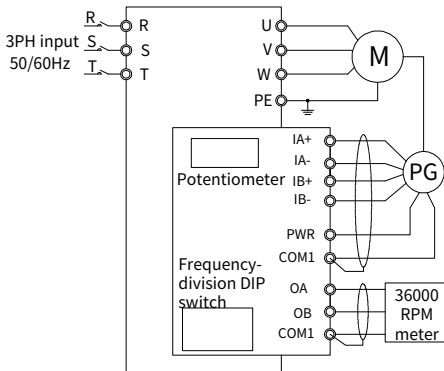 R
R
U
3PH input
S
S
V
M
50/60Hz
T
T
W
PE
IA+
IA-
Potentiometer
IB+
PG
IB-
PWR
COM1
Frequency-
division DIP
switch
OA
OB
COM1
36000
RPM
meter